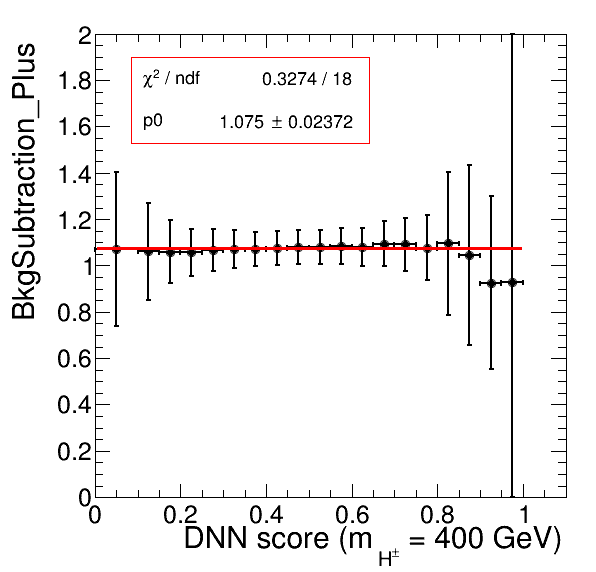 BkgSubtraction_Plus
2
1.8
1.6
1.4
1.2
1
0.8
0.6
0.4
0.2
0
χ² / ndf 0.3274 / 18
p0 1.075 ± 0.02372
0 0.2 0.4 0.6 0.8 1
DNN score (m_H± = 400 GeV)